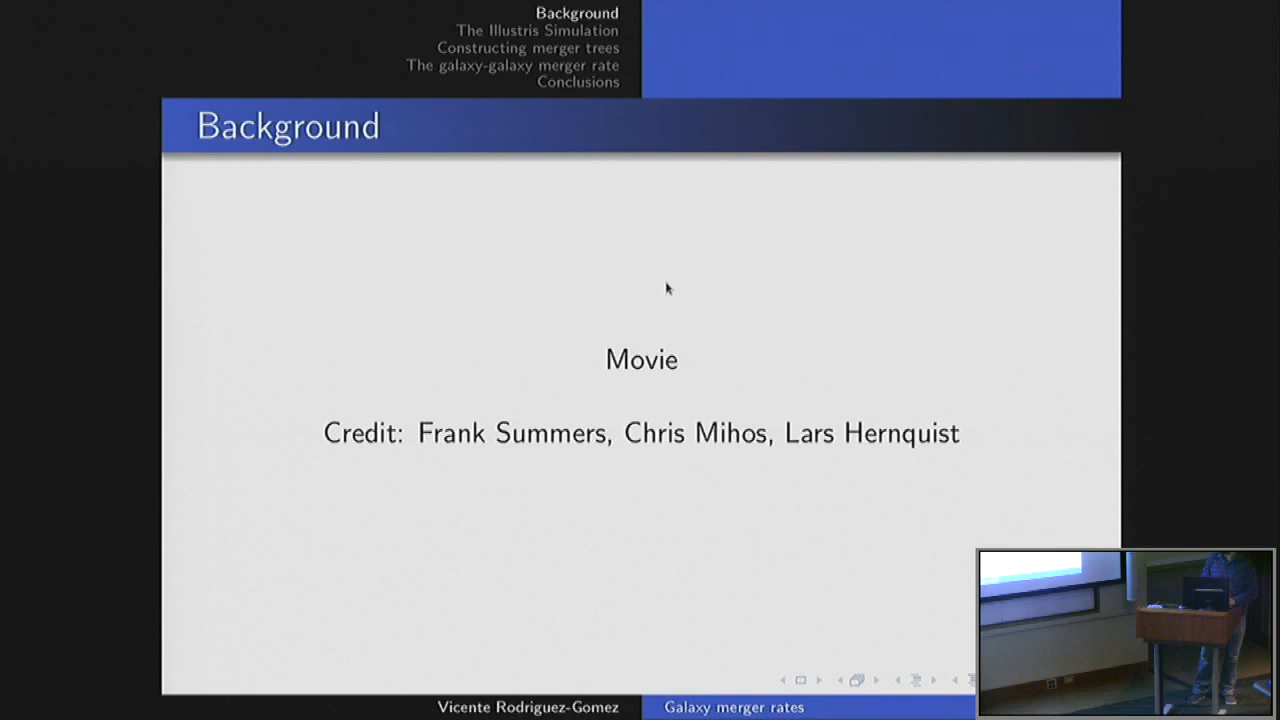 Background
The Illustris Simulation
Constructing merger trees
The galaxy-galaxy merger rate
Conclusions
Background
Movie
Credit: Frank Summers, Chris Mihos, Lars Hernquist
Vicente Rodriguez-Gomez
Galaxy merger rates